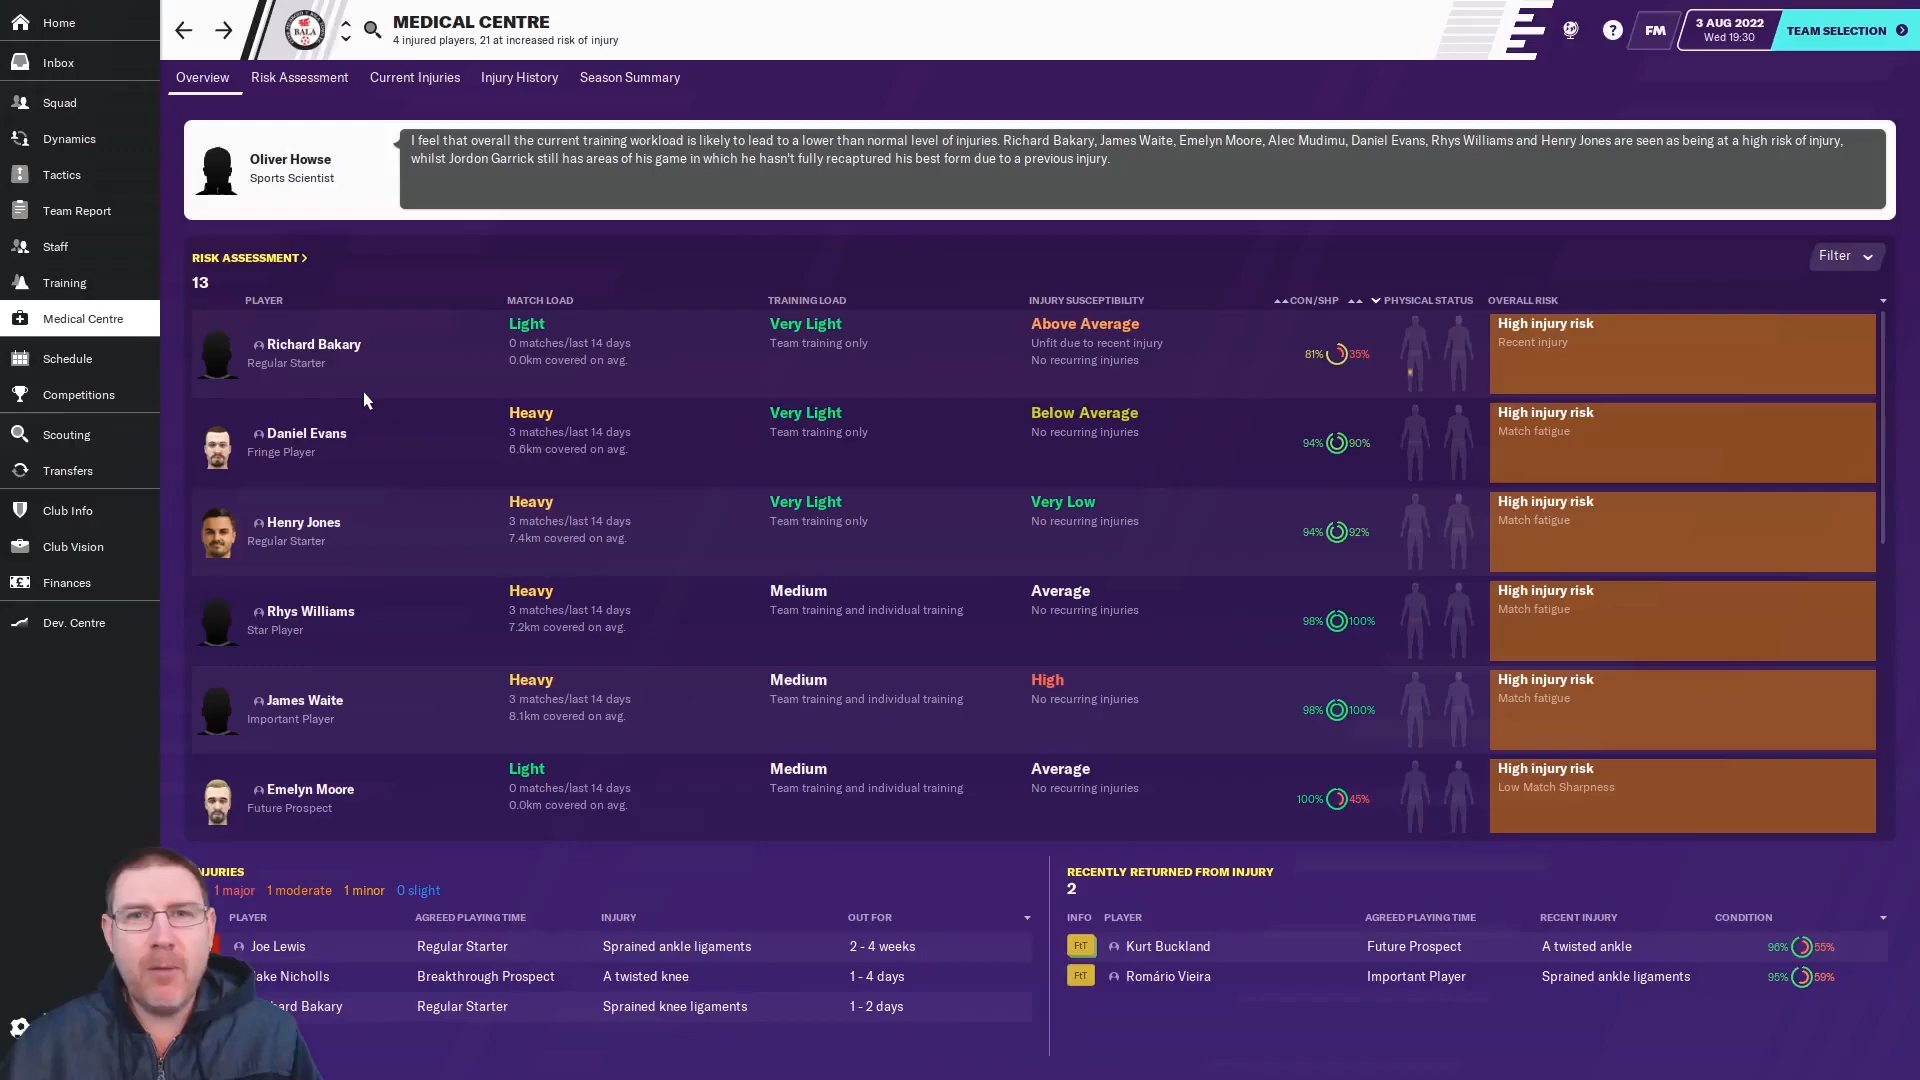 Home
Inbox
Squad
Dynamics
Tactics
Team Report
Staff
Training
Medical Centre
Schedule
Competitions
Scouting
Transfers
Club Info
Club Vision
Finances
Dev. Centre
BALA
MEDICAL CENTRE
4 injured players, 21 at increased risk of injury
?
FM
3 AUG 2022
Wed 19:30
TEAM SELECTION
Overview Risk Assessment Current Injuries Injury History Season Summary
Oliver Howse
Sports Scientist
I feel that overall the current training workload is likely to lead to a lower than normal level of injuries. Richard Bakary, James Waite, Emelyn Moore, Alec Mudimu, Daniel Evans, Rhys Williams and Henry Jones are seen as being at a high risk of injury,
whilst Jordon Garrick still has areas of his game in which he hasn't fully recaptured his best form due to a previous injury.
RISK ASSESSMENT >
13
Filter
PLAYER MATCH LOAD TRAINING LOAD INJURY SUSCEPTIBILITY CON/SHP PHYSICAL STATUS OVERALL RISK
Richard Bakary
Regular Starter
Light
0 matches/last 14 days
0.0km covered on avg.
Very Light
Team training only
Above Average
Unfit due to recent injury
No recurring injuries
81% 35%
High injury risk
Recent injury
Daniel Evans
Fringe Player
Heavy
3 matches/last 14 days
6.6km covered on avg.
Very Light
Team training only
Below Average
No recurring injuries
94% 90%
High injury risk
Match fatigue
Henry Jones
Regular Starter
Heavy
3 matches/last 14 days
7.4km covered on avg.
Very Light
Team training only
Very Low
No recurring injuries
94% 92%
High injury risk
Match fatigue
Rhys Williams
Star Player
Heavy
3 matches/last 14 days
7.2km covered on avg.
Medium
Team training and individual training
Average
No recurring injuries
98% 100%
High injury risk
Match fatigue
James Waite
Important Player
Heavy
3 matches/last 14 days
8.1km covered on avg.
Medium
Team training and individual training
High
No recurring injuries
98% 100%
High injury risk
Match fatigue
Emelyn Moore
Future Prospect
Light
0 matches/last 14 days
0.0km covered on avg.
Medium
Team training and individual training
Average
No recurring injuries
100% 45%
High injury risk
Low Match Sharpness
NJURIES
1 major 1 moderate 1 minor 0 slight
PLAYER AGREED PLAYING TIME INJURY OUT FOR
Joe Lewis Regular Starter Sprained ankle ligaments 2 - 4 weeks
ake Nicholls Breakthrough Prospect A twisted knee 1 - 4 days
hard Bakary Regular Starter Sprained knee ligaments 1 - 2 days
RECENTLY RETURNED FROM INJURY
2
INFO PLAYER AGREED PLAYING TIME RECENT INJURY CONDITION
FtT Kurt Buckland Future Prospect A twisted ankle 96% 55%
FtT Romário Vieira Important Player Sprained ankle ligaments 95% 59%